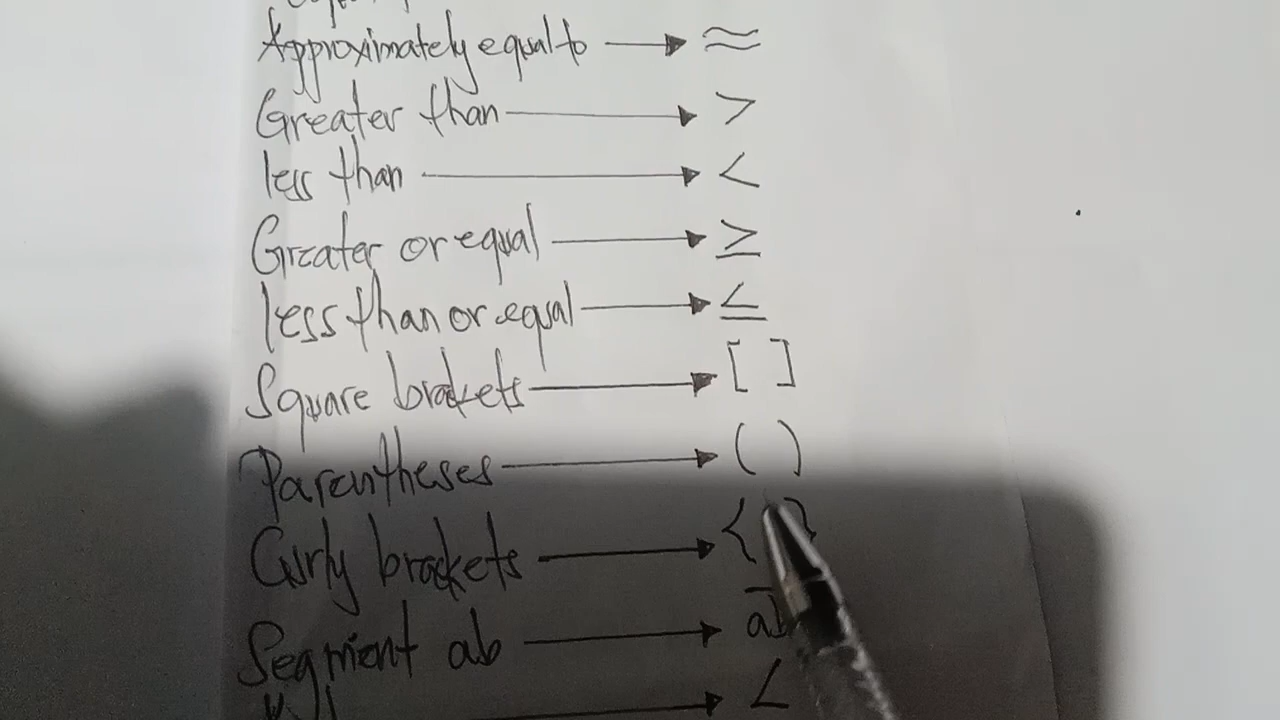 Approximately equal to → ≈
Greater than → >
less than → <
Greater or equal → ≥
less than or equal → ≤
Square brackets → [ ]
Parentheses → ( )
Curly brackets → { }
Segment ab → ab
→ ∠